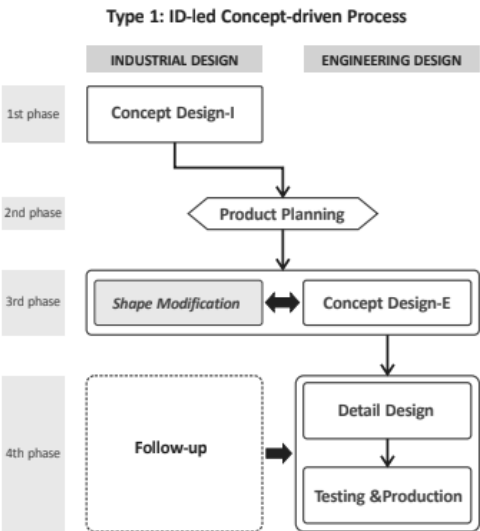 Type 1: ID-led Concept-driven Process
INDUSTRIAL DESIGN
ENGINEERING DESIGN
1st phase
Concept Design-I
2nd phase
Product Planning
3rd phase
Shape Modification
Concept Design-E
4th phase
Follow-up
Detail Design
Testing &Production